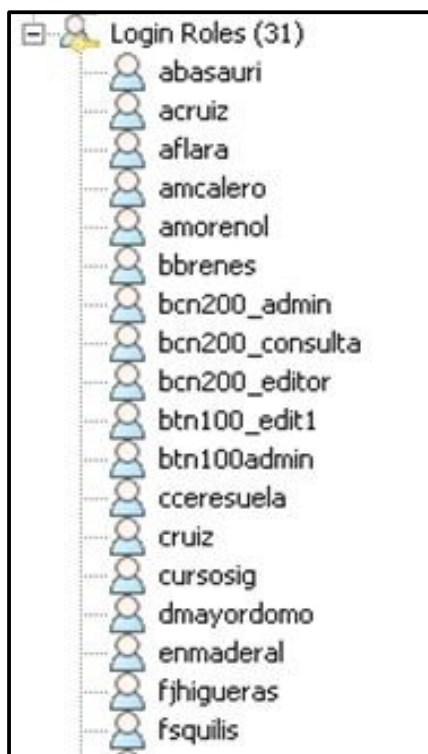 Login Roles (31)
abasauri
acruiz
aflara
amcalero
amorenol
bbrenes
bcn200_admin
bcn200_consulta
bcn200_editor
btn100_edit1
btn100admin
cceresuela
cruiz
cursosig
dmayordomo
enmaderal
fjhigueras
fsquilis